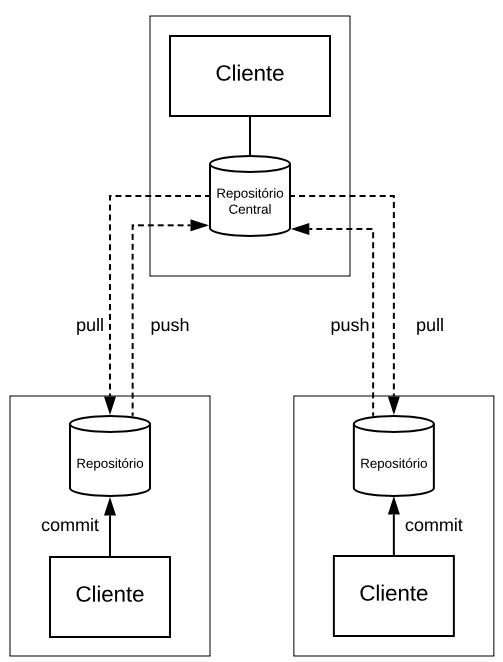 Cliente
Repositório
Central
pull
push
push
pull
Repositório
Repositório
commit
commit
Cliente
Cliente